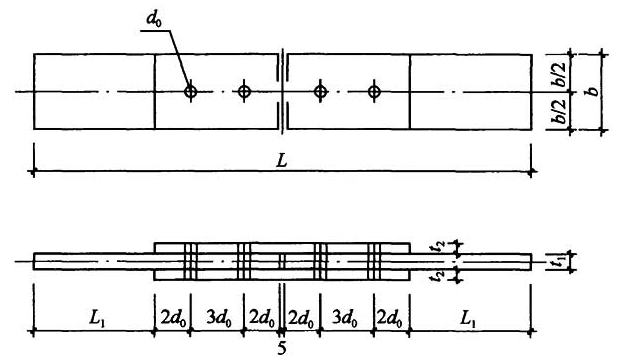 d₀
b/2
b/2
b
L
t₂
t₂
t₁
L₁ 2d₀ 3d₀ 2d₀ 2d₀ 3d₀ 2d₀ L₁
5